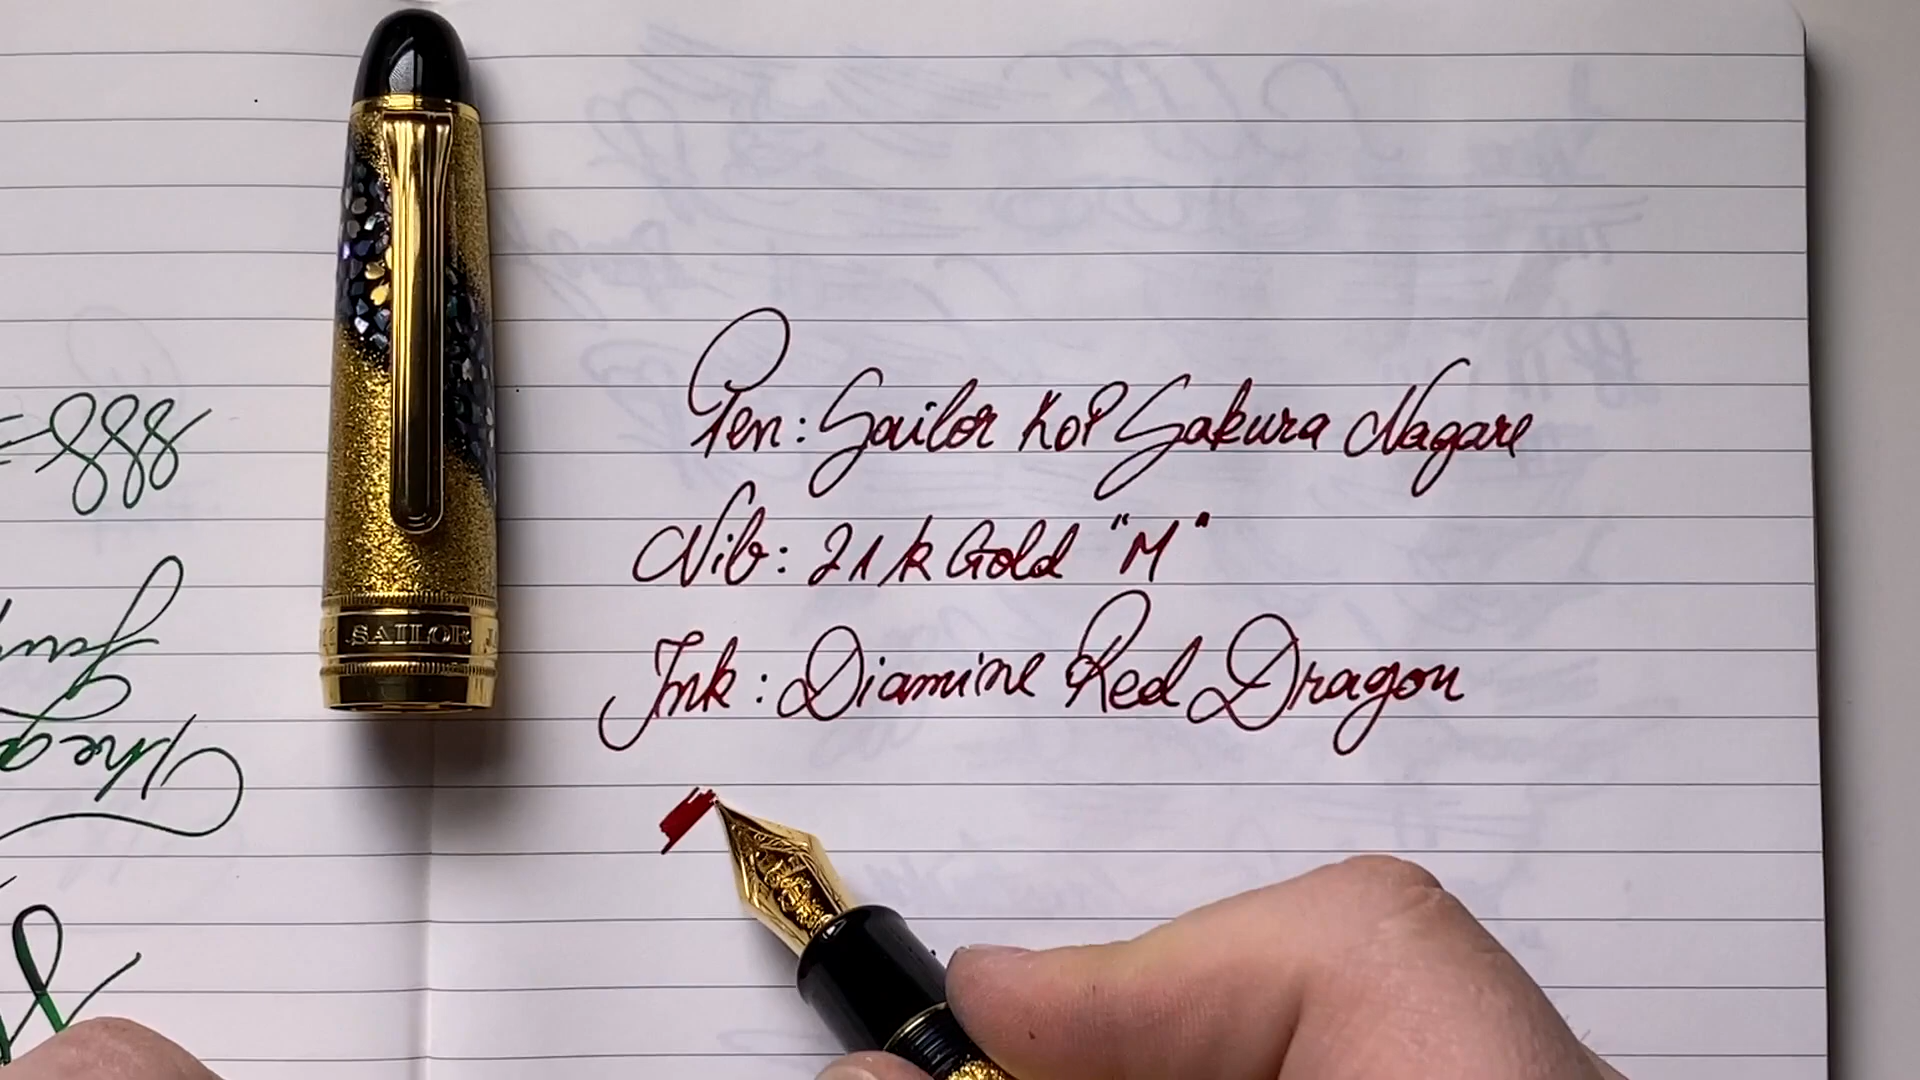 SAILOR
Pen: Sailor Koi Sakura Nagare
Nib: 21k Gold "M"
Ink: Diamine Red Dragon